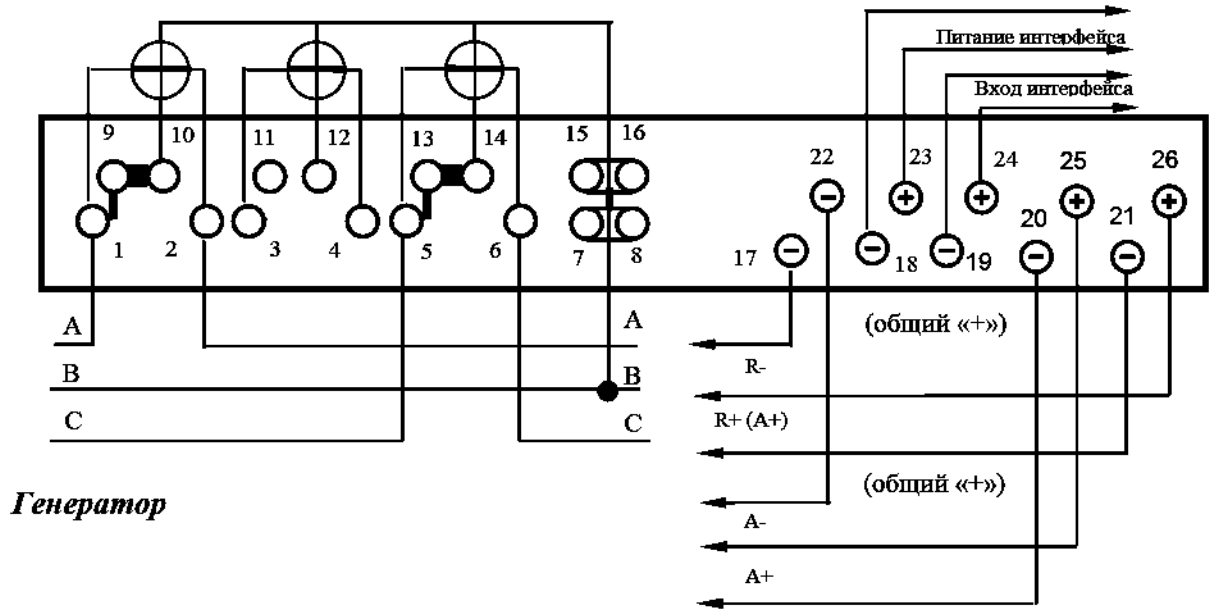 Питание интерфейса
Вход интерфейса
9 10 11 12 13 14 15 16
22 23 24 25 26
1 2 3 4 5 6 7 8
17 18 19 20 21
A A
B B
C C
(общий «+»)
R-
R+ (A+)
(общий «+»)
A-
A+
Генератор